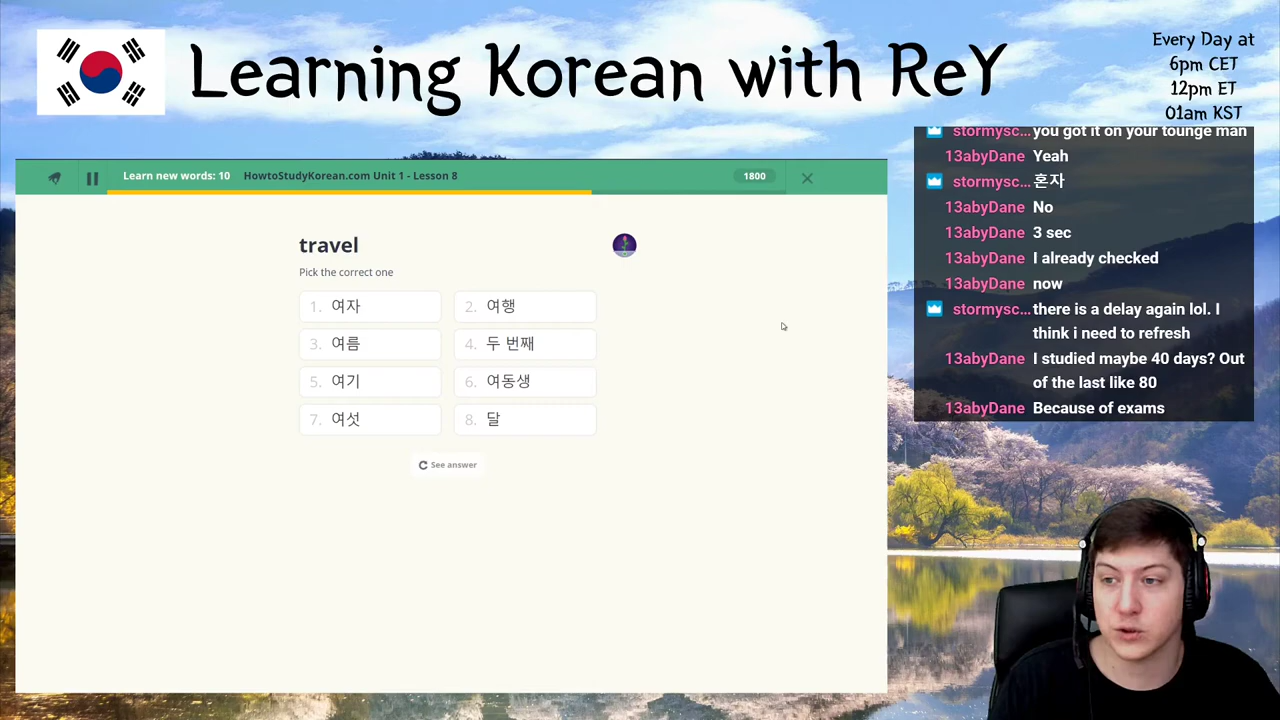 Learning Korean with ReY
Every Day at
6pm CET
12pm ET
01am KST
Learn new words: 10 HowtoStudyKorean.com Unit 1 - Lesson 8 1800
travel
Pick the correct one
1. 여자
2. 여행
3. 여름
4. 두 번째
5. 여기
6. 여동생
7. 여섯
8. 달
See answer
stormysc... you got it on your tounge man
13abyDane Yeah
stormysc... 혼자
13abyDane No
13abyDane 3 sec
13abyDane I already checked
13abyDane now
stormysc... there is a delay again lol. I
think i need to refresh
13abyDane I studied maybe 40 days? Out
of the last like 80
13abyDane Because of exams